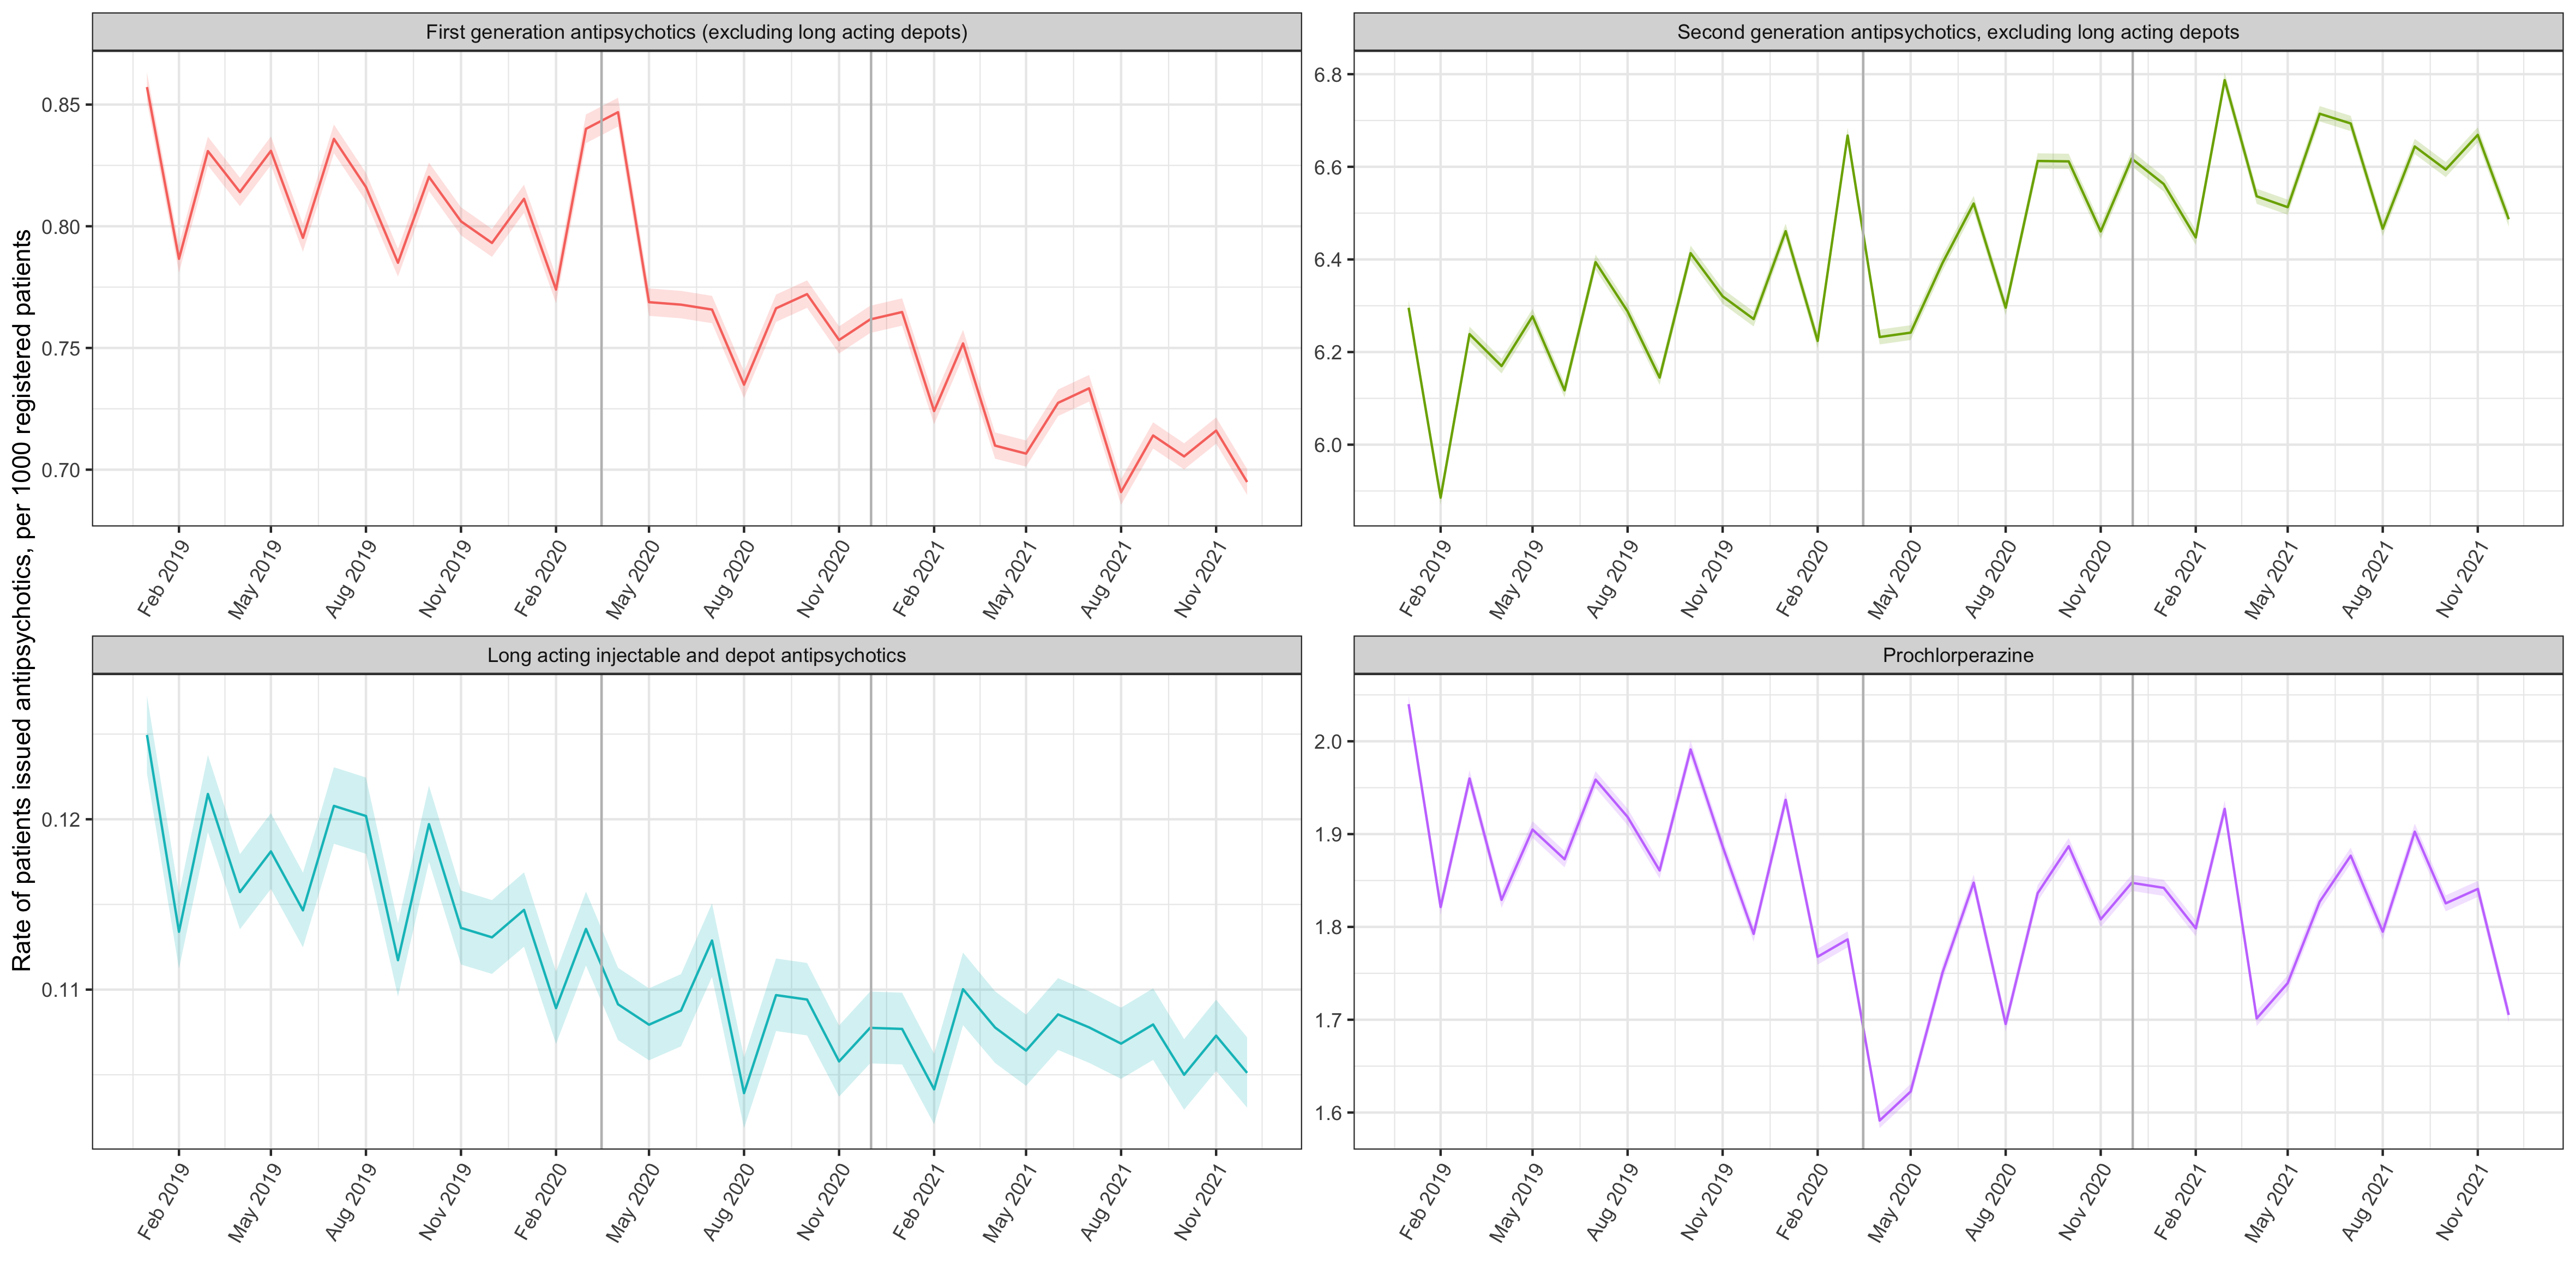 Rate of patients issued antipsychotics, per 1000 registered patients
First generation antipsychotics (excluding long acting depots)
0.85
0.80
0.75
0.70
Feb 2019
May 2019
Aug 2019
Nov 2019
Feb 2020
May 2020
Aug 2020
Nov 2020
Feb 2021
May 2021
Aug 2021
Nov 2021
Second generation antipsychotics, excluding long acting depots
6.8
6.6
6.4
6.2
6.0
Feb 2019
May 2019
Aug 2019
Nov 2019
Feb 2020
May 2020
Aug 2020
Nov 2020
Feb 2021
May 2021
Aug 2021
Nov 2021
Long acting injectable and depot antipsychotics
0.12
0.11
Feb 2019
May 2019
Aug 2019
Nov 2019
Feb 2020
May 2020
Aug 2020
Nov 2020
Feb 2021
May 2021
Aug 2021
Nov 2021
Prochlorperazine
2.0
1.9
1.8
1.7
1.6
Feb 2019
May 2019
Aug 2019
Nov 2019
Feb 2020
May 2020
Aug 2020
Nov 2020
Feb 2021
May 2021
Aug 2021
Nov 2021